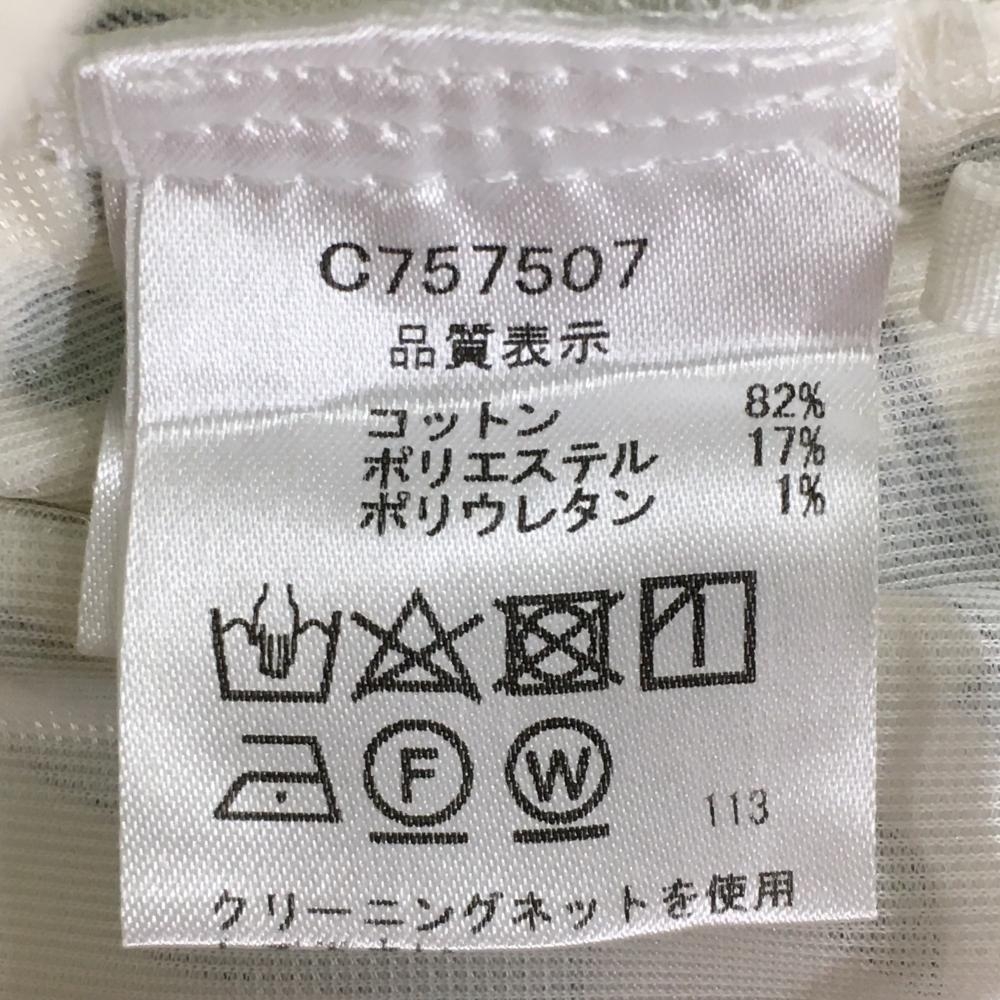 C757507
品質表示
コットン 82%
ポリエステル 17%
ポリウレタン 1%
F W 113
クリーニングネットを使用